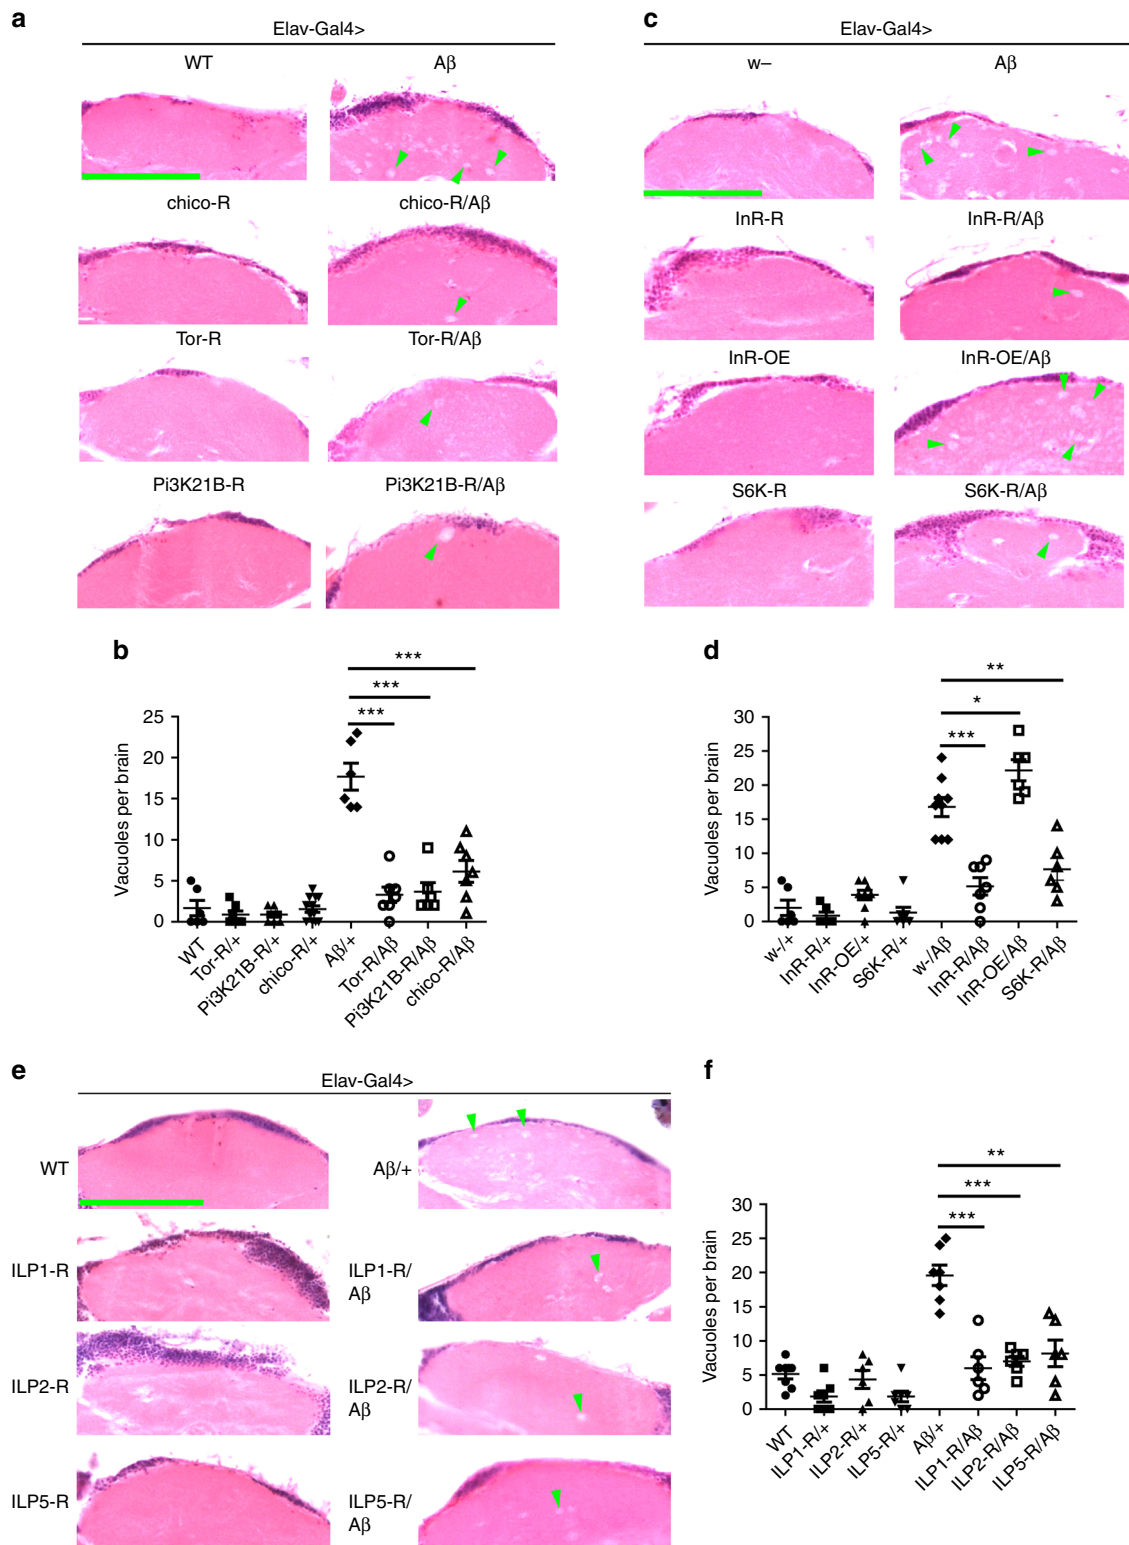 a
Elav-Gal4>
WT
Aβ
chico-R
chico-R/Aβ
Tor-R
Tor-R/Aβ
Pi3K21B-R
Pi3K21B-R/Aβ
c
Elav-Gal4>
w–
Aβ
InR-R
InR-R/Aβ
InR-OE
InR-OE/Aβ
S6K-R
S6K-R/Aβ
b
Vacuoles per brain
25
20
15
10
5
0
***
***
***
WT
Tor-R/+
Pi3K21B-R/+
chico-R/+
Aβ/+
Tor-R/Aβ
Pi3K21B-R/Aβ
chico-R/Aβ
d
Vacuoles per brain
30
25
20
15
10
5
0
**
*
***
w-/+
InR-R/+
InR-OE/+
S6K-R/+
w-/Aβ
InR-R/Aβ
InR-OE/Aβ
S6K-R/Aβ
e
Elav-Gal4>
WT
Aβ/+
ILP1-R
ILP1-R/
Aβ
ILP2-R
ILP2-R/
Aβ
ILP5-R
ILP5-R/
Aβ
f
Vacuoles per brain
30
25
20
15
10
5
0
**
***
***
WT
ILP1-R/+
ILP2-R/+
ILP5-R/+
Aβ/+
ILP1-R/Aβ
ILP2-R/Aβ
ILP5-R/Aβ